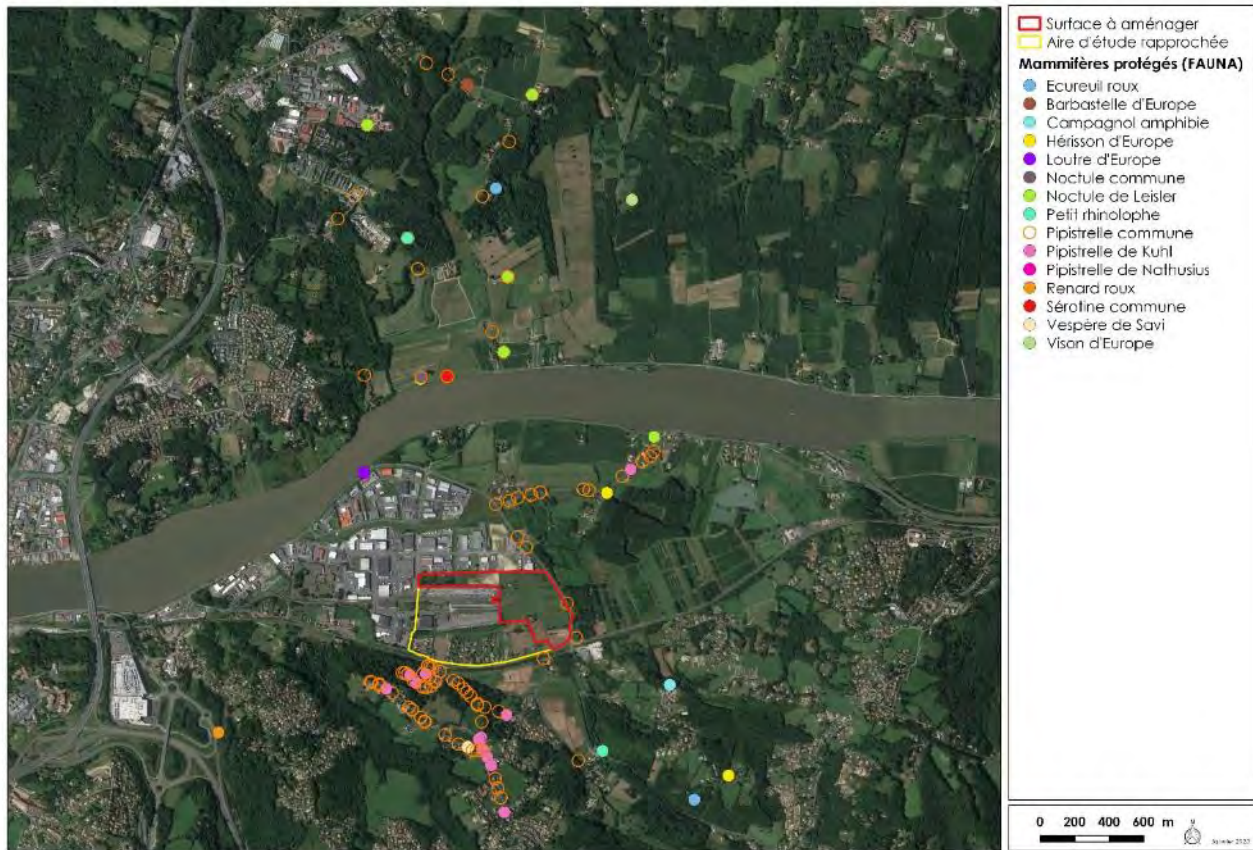 Surface à aménager
Aire d'étude rapprochée
Mammifères protégés (FAUNA)
Ecureuil roux
Barbastelle d'Europe
Campagnol amphibie
Hérisson d'Europe
Loutre d'Europe
Noctule commune
Noctule de Leisler
Petit rhinolophe
Pipistrelle commune
Pipistrelle de Kuhl
Pipistrelle de Nathusius
Renard roux
Sérotine commune
Vespère de Savi
Vison d'Europe
0 200 400 600 m